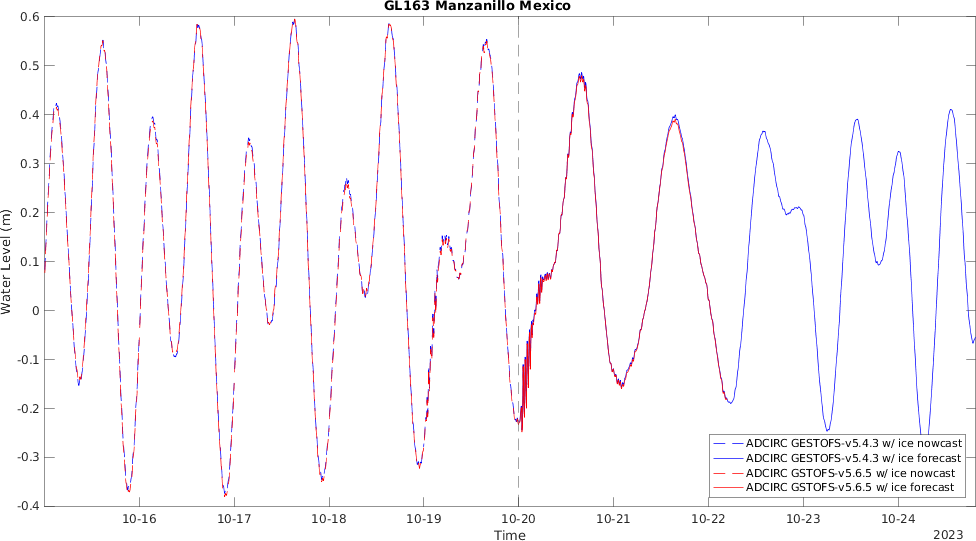 GL163 Manzanillo Mexico
0.6
0.5
0.4
0.3
0.2
0.1
0
-0.1
-0.2
-0.3
-0.4
Water Level (m)
ADCIRC GESTOFS-v5.4.3 w/ ice nowcast
ADCIRC GESTOFS-v5.4.3 w/ ice forecast
ADCIRC GSTOFS-v5.6.5 w/ ice nowcast
ADCIRC GSTOFS-v5.6.5 w/ ice forecast
10-16 10-17 10-18 10-19 10-20 10-21 10-22 10-23 10-24
Time
2023